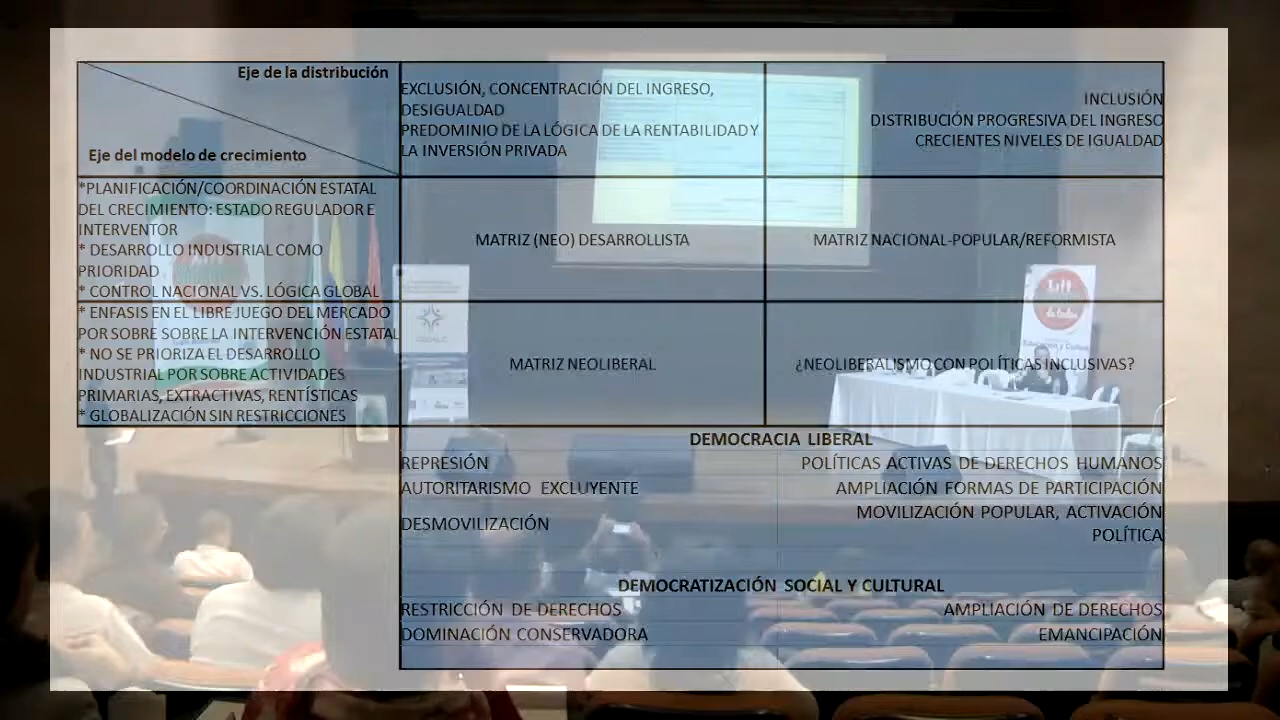 Eje de la distribución
Eje del modelo de crecimiento
EXCLUSIÓN, CONCENTRACIÓN DEL INGRESO,
DESIGUALDAD
PREDOMINIO DE LA LÓGICA DE LA RENTABILIDAD Y
LA INVERSIÓN PRIVADA
INCLUSIÓN
DISTRIBUCIÓN PROGRESIVA DEL INGRESO
CRECIENTES NIVELES DE IGUALDAD
*PLANIFICACIÓN/COORDINACIÓN ESTATAL
DEL CRECIMIENTO: ESTADO REGULADOR E
INTERVENTOR
* DESARROLLO INDUSTRIAL COMO
PRIORIDAD
* CONTROL NACIONAL VS. LÓGICA GLOBAL
MATRIZ (NEO) DESARROLLISTA
MATRIZ NACIONAL-POPULAR/REFORMISTA
* ENFASIS EN EL LIBRE JUEGO DEL MERCADO
POR SOBRE SOBRE LA INTERVENCIÓN ESTATAL
* NO SE PRIORIZA EL DESARROLLO
INDUSTRIAL POR SOBRE ACTIVIDADES
PRIMARIAS, EXTRACTIVAS, RENTÍSTICAS
* GLOBALIZACIÓN SIN RESTRICCIONES
MATRIZ NEOLIBERAL
¿NEOLIBERALISMO CON POLÍTICAS INCLUSIVAS?
DEMOCRACIA LIBERAL
REPRESIÓN
POLÍTICAS ACTIVAS DE DERECHOS HUMANOS
AUTORITARISMO EXCLUYENTE
AMPLIACIÓN FORMAS DE PARTICIPACIÓN
DESMOVILIZACIÓN
MOVILIZACIÓN POPULAR, ACTIVACIÓN
POLÍTICA
DEMOCRATIZACIÓN SOCIAL Y CULTURAL
RESTRICCIÓN DE DERECHOS
AMPLIACIÓN DE DERECHOS
DOMINACIÓN CONSERVADORA
EMANCIPACIÓN
de todos
Educación y Cultura